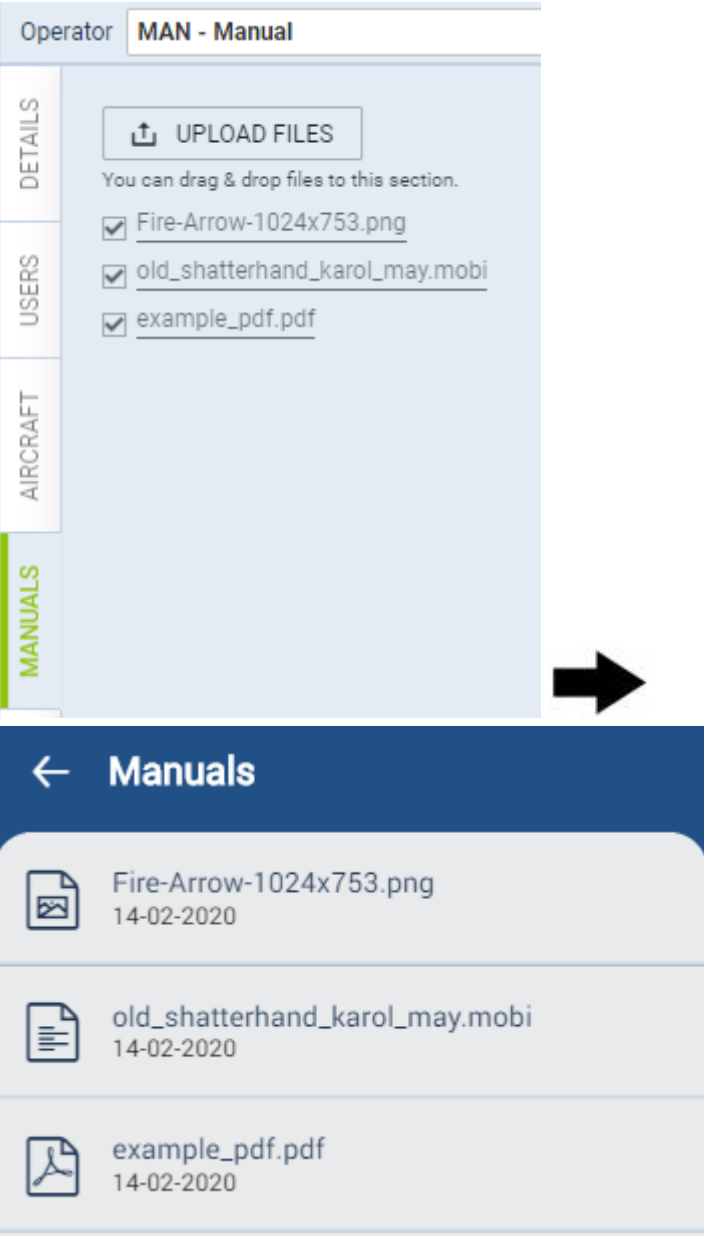 Operator MAN - Manual
DETAILS
USERS
AIRCRAFT
MANUALS
UPLOAD FILES
You can drag & drop files to this section.
Fire-Arrow-1024x753.png
old_shatterhand_karol_may.mobi
example_pdf.pdf
Manuals
Fire-Arrow-1024x753.png
14-02-2020
old_shatterhand_karol_may.mobi
14-02-2020
example_pdf.pdf
14-02-2020